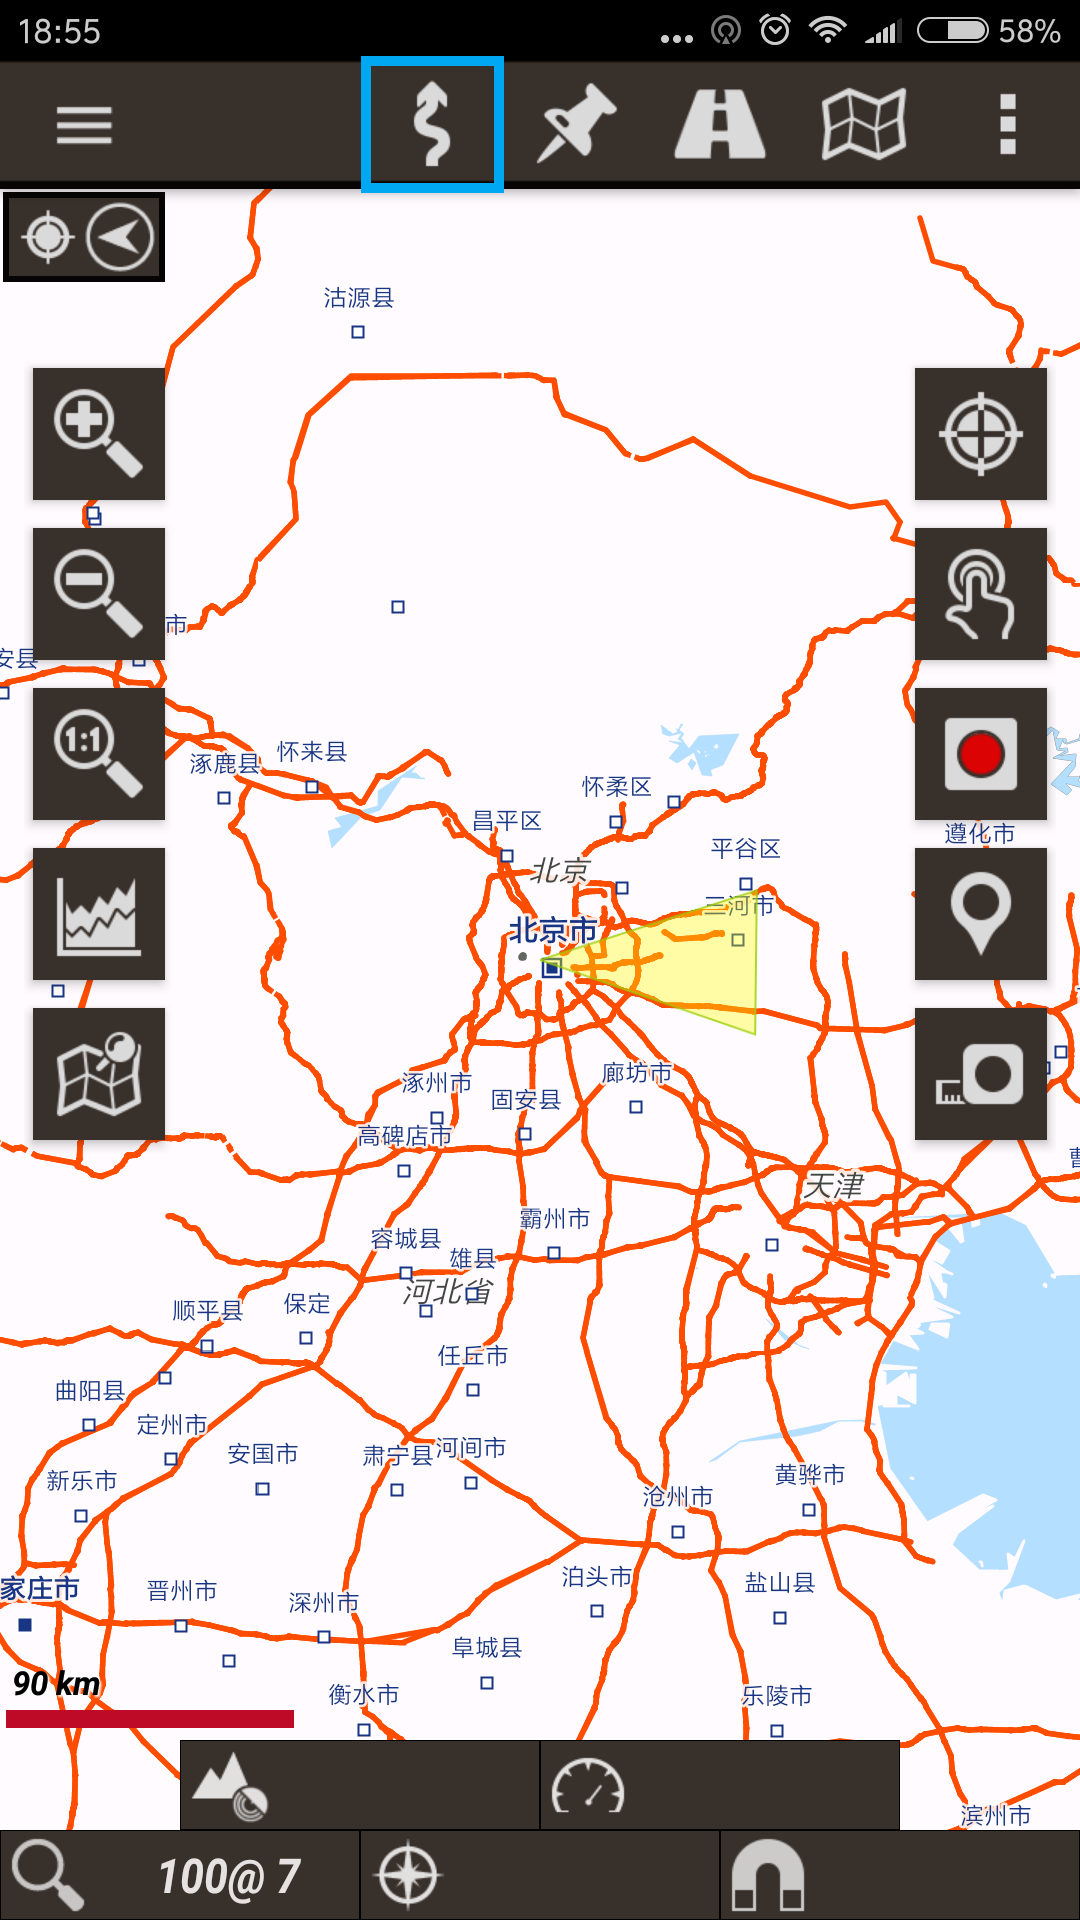 18:55
58%
沽源县
市
安县
怀来县
涿鹿县
1:1
怀柔区
昌平区
遵化市
平谷区
北京
三河市
北京市
廊坊市
涿州市
固安县
高碑店市
天津
霸州市
容城县
雄县
河北省
顺平县
保定
任丘市
曲阳县
定州市
安国市
肃宁县
河间市
新乐市
黄骅市
沧州市
泊头市
盐山县
家庄市
晋州市
深州市
阜城县
90 km
衡水市
乐陵市
滨州市
100@ 7